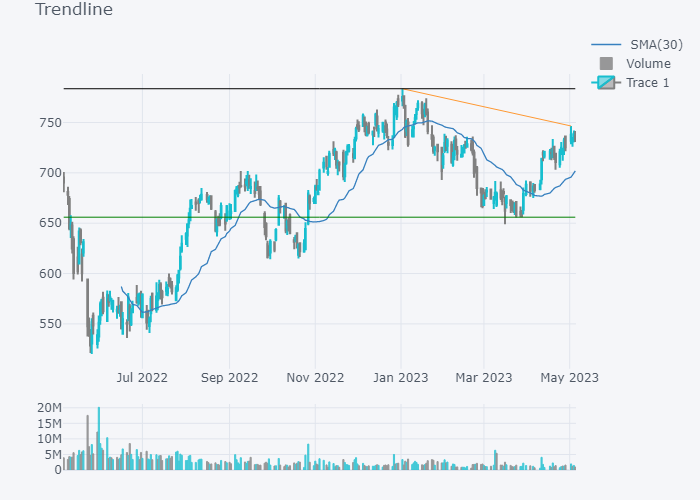 Trendline
SMA(30)
Volume
Trace 1
750
700
650
600
550
Jul 2022
Sep 2022
Nov 2022
Jan 2023
Mar 2023
May 2023
20M
15M
10M
5M
0